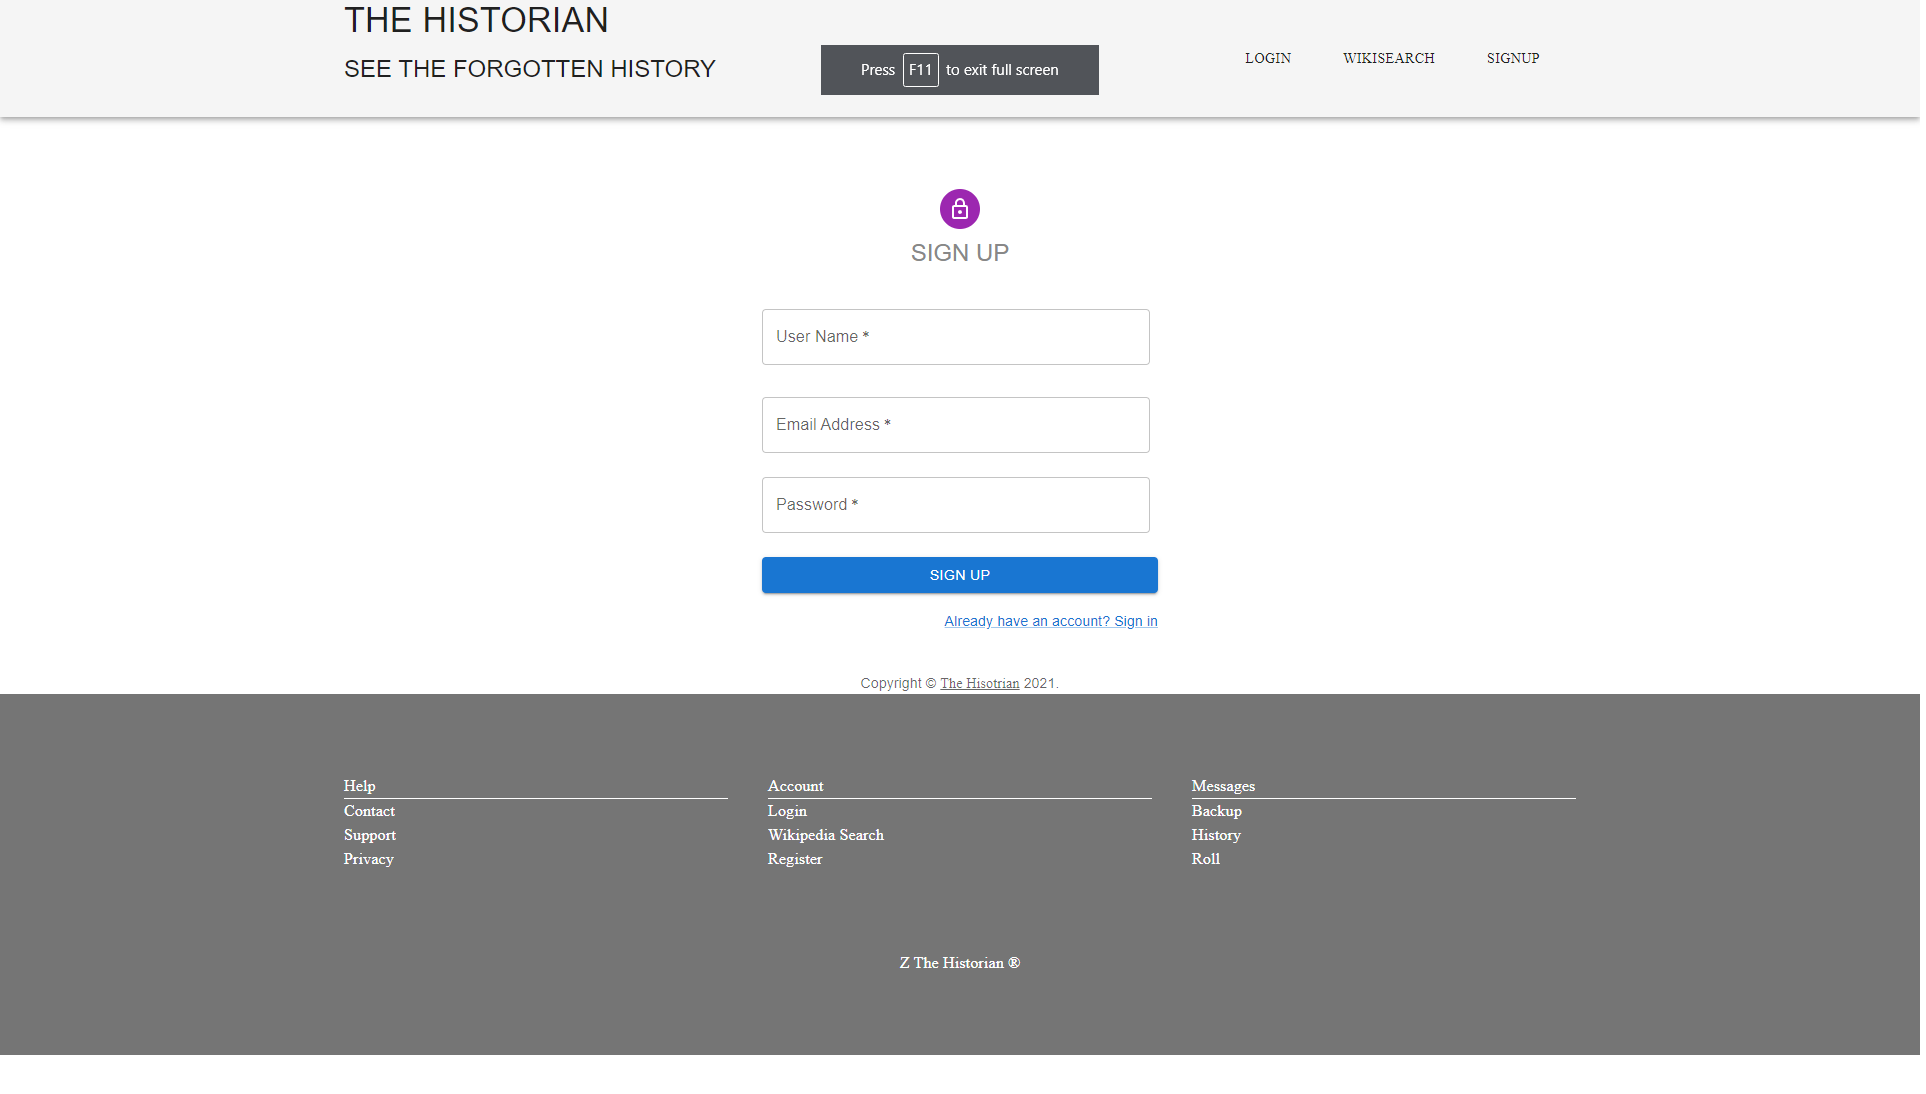 THE HISTORIAN
SEE THE FORGOTTEN HISTORY
Press F11 to exit full screen
LOGIN WIKISEARCH SIGNUP
SIGN UP
User Name *
Email Address *
Password *
SIGN UP
Already have an account? Sign in
Copyright © The Hisotrian 2021.
Help
Contact
Support
Privacy
Account
Login
Wikipedia Search
Register
Messages
Backup
History
Roll
Z The Historian ®